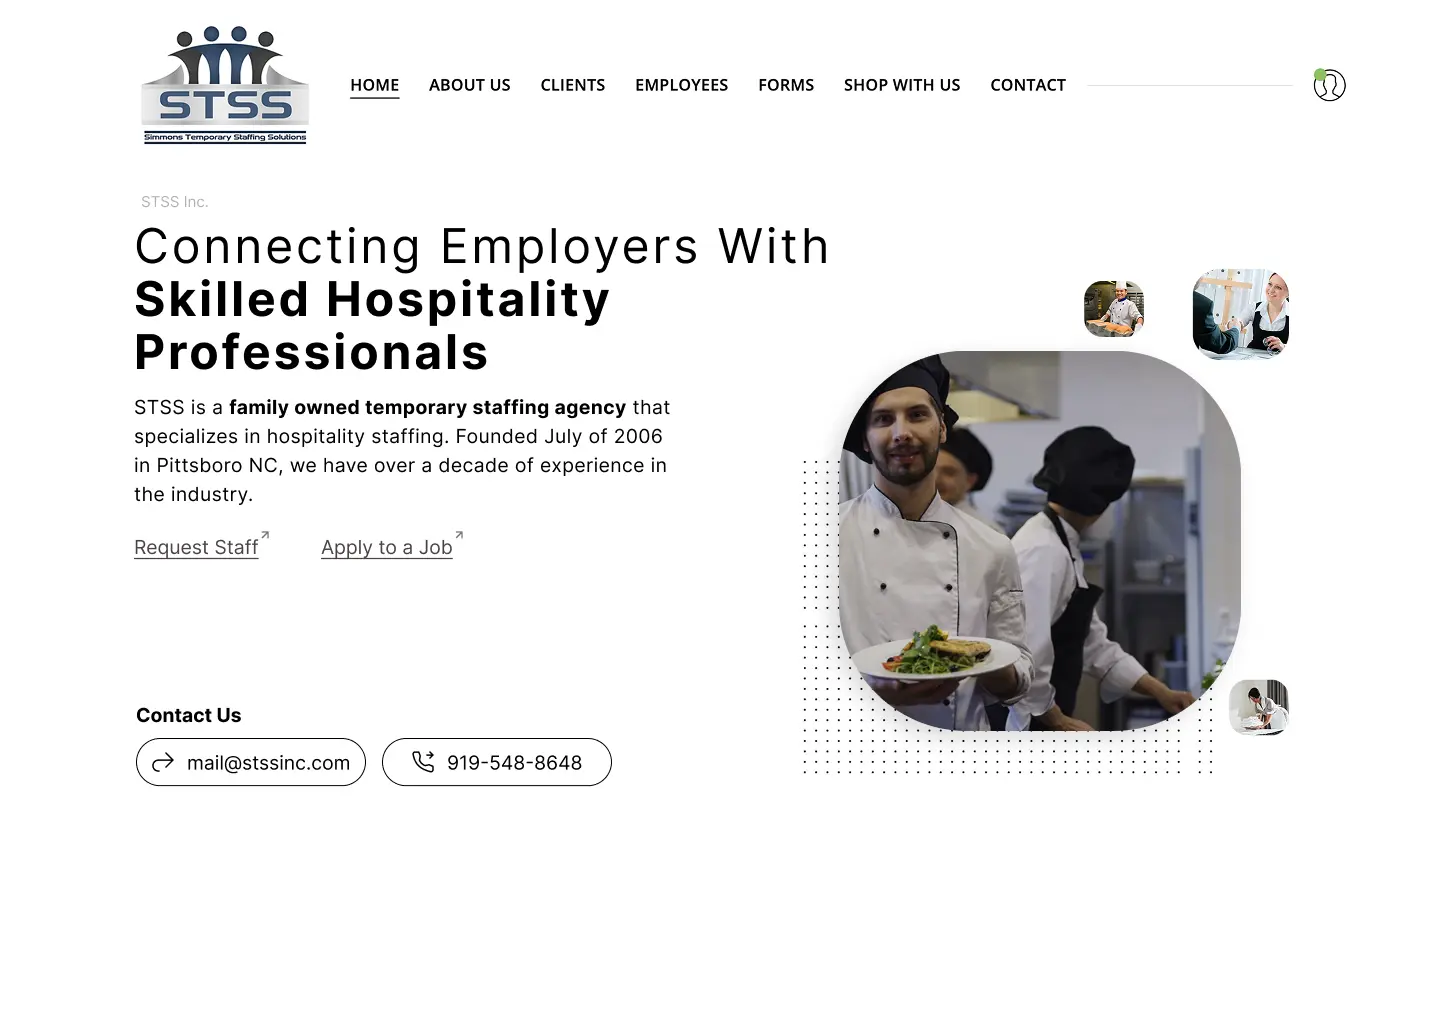 STSS
Simmons Temporary Staffing Solutions
HOME ABOUT US CLIENTS EMPLOYEES FORMS SHOP WITH US CONTACT
STSS Inc.
Connecting Employers With
Skilled Hospitality
Professionals
STSS is a family owned temporary staffing agency that
specializes in hospitality staffing. Founded July of 2006
in Pittsboro NC, we have over a decade of experience in
the industry.
Request Staff Apply to a Job
Contact Us
mail@stssinc.com 919-548-8648